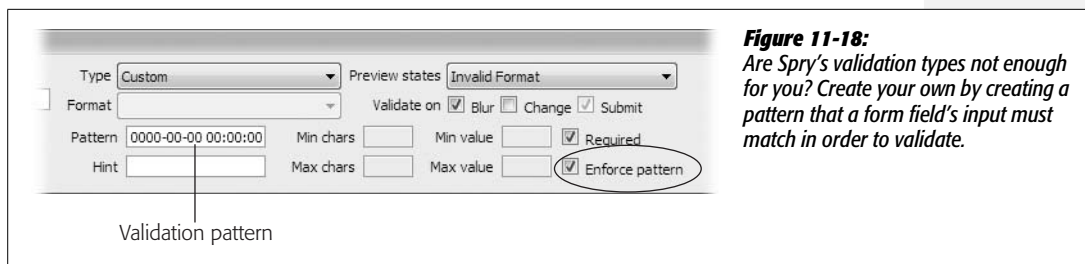 Type Custom Preview states Invalid Format
Format Validate on Blur Change Submit
Pattern 0000-00-00 00:00:00 Min chars Min value Required
Hint Max chars Max value Enforce pattern
Validation pattern
Figure 11-18:
Are Spry's validation types not enough
for you? Create your own by creating a
pattern that a form field's input must
match in order to validate.